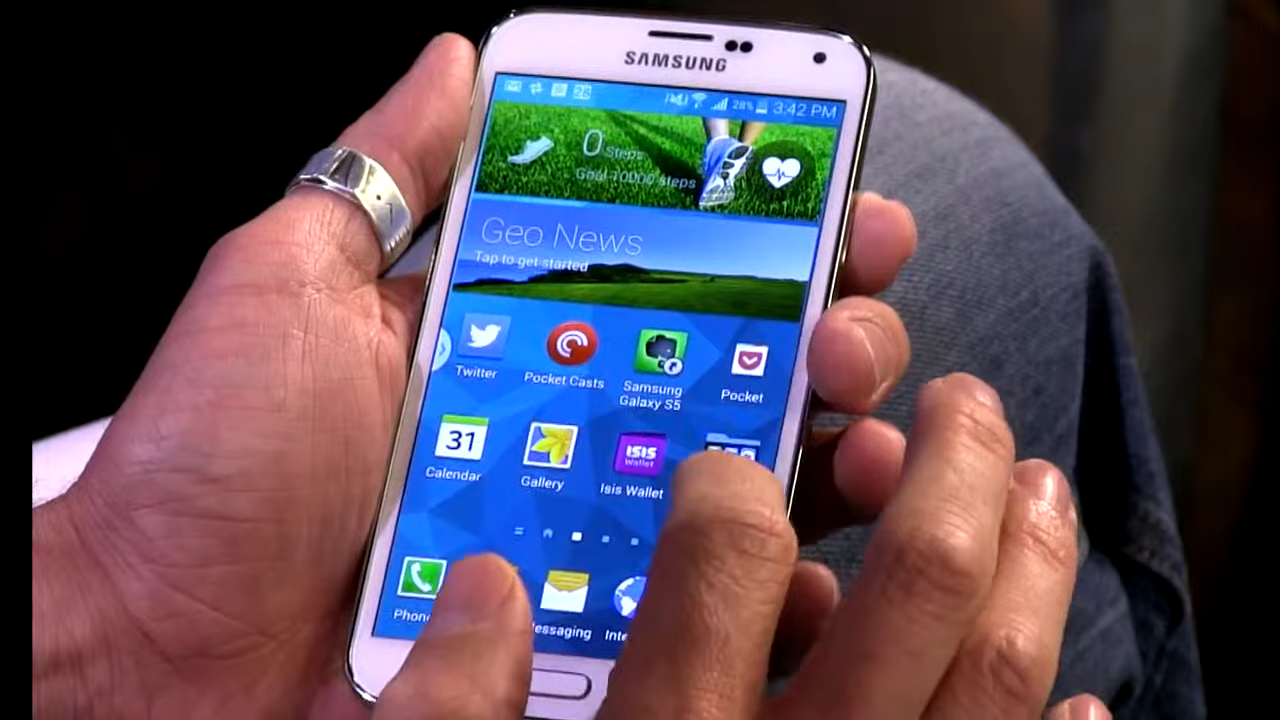 SAMSUNG
28% 3:42 PM
0 Steps
Goal 10000 steps
Geo News
Tap to get started
Twitter
Pocket Casts
Samsung
Galaxy S5
Pocket
31
Calendar
Gallery
ISIS
Wallet
Isis Wallet
Phon
essaging
Inte